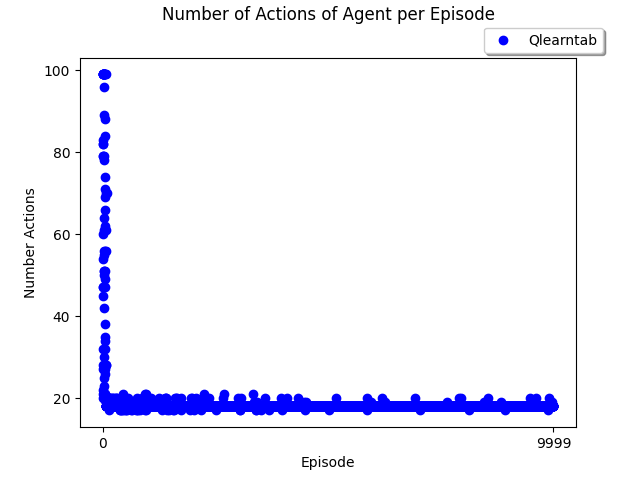 Number of Actions of Agent per Episode
Qlearntab
100
80
60
40
20
Number Actions
0
9999
Episode